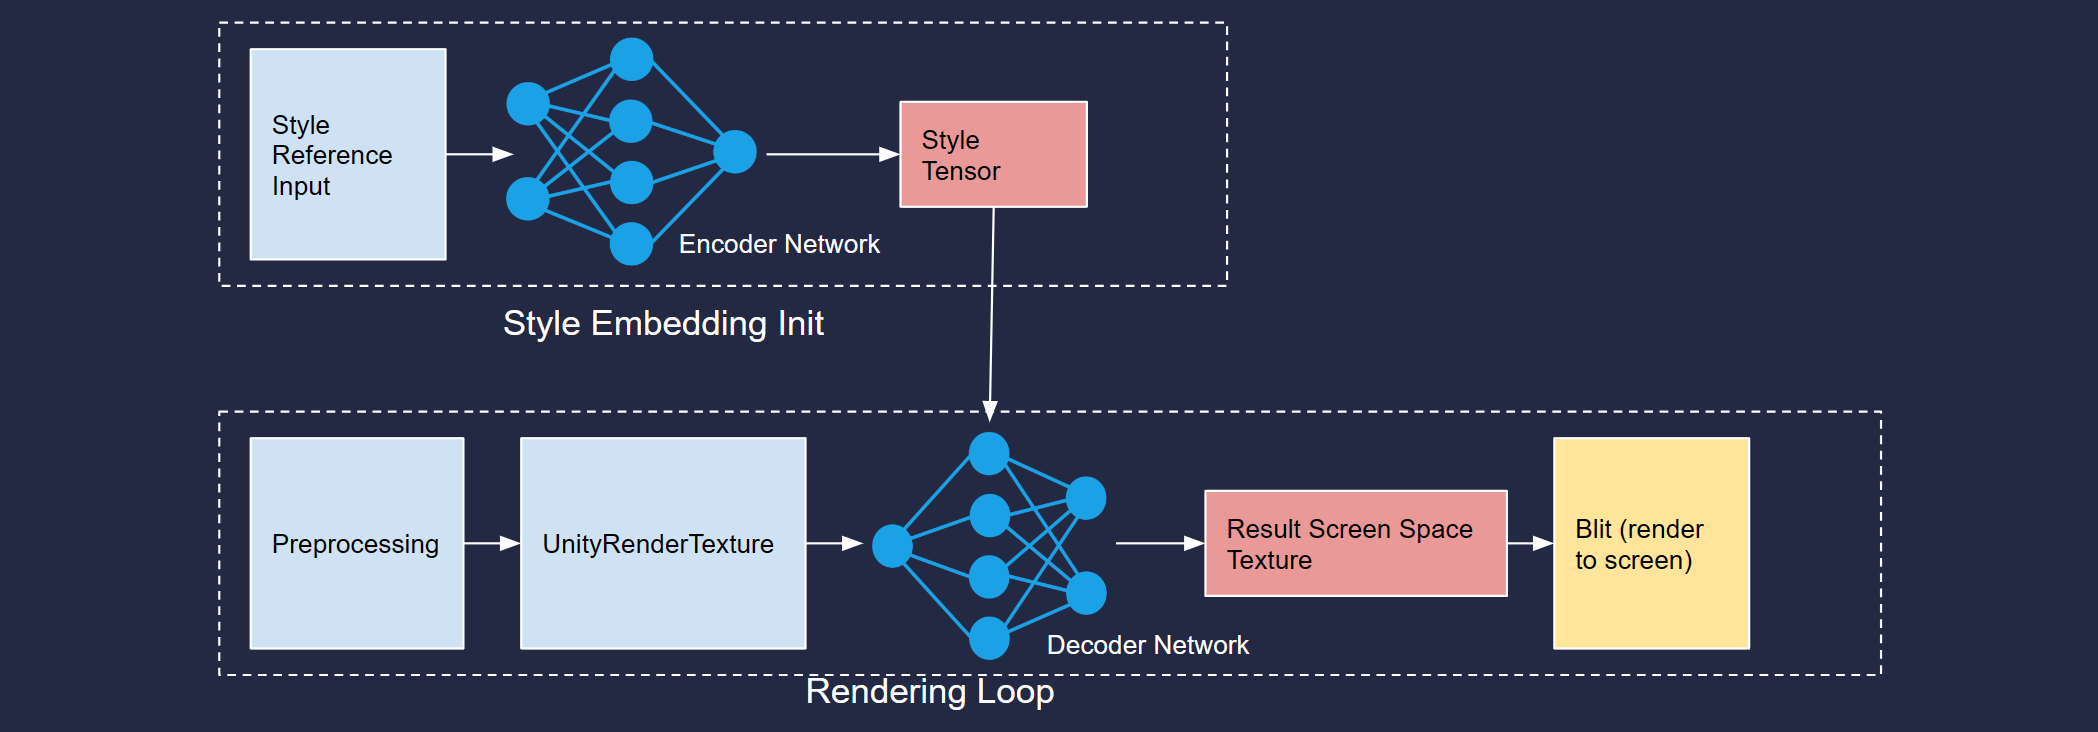 Style
Reference
Input
Encoder Network
Style
Tensor
Style Embedding Init
Preprocessing
UnityRenderTexture
Decoder Network
Result Screen Space
Texture
Blit (render
to screen)
Rendering Loop